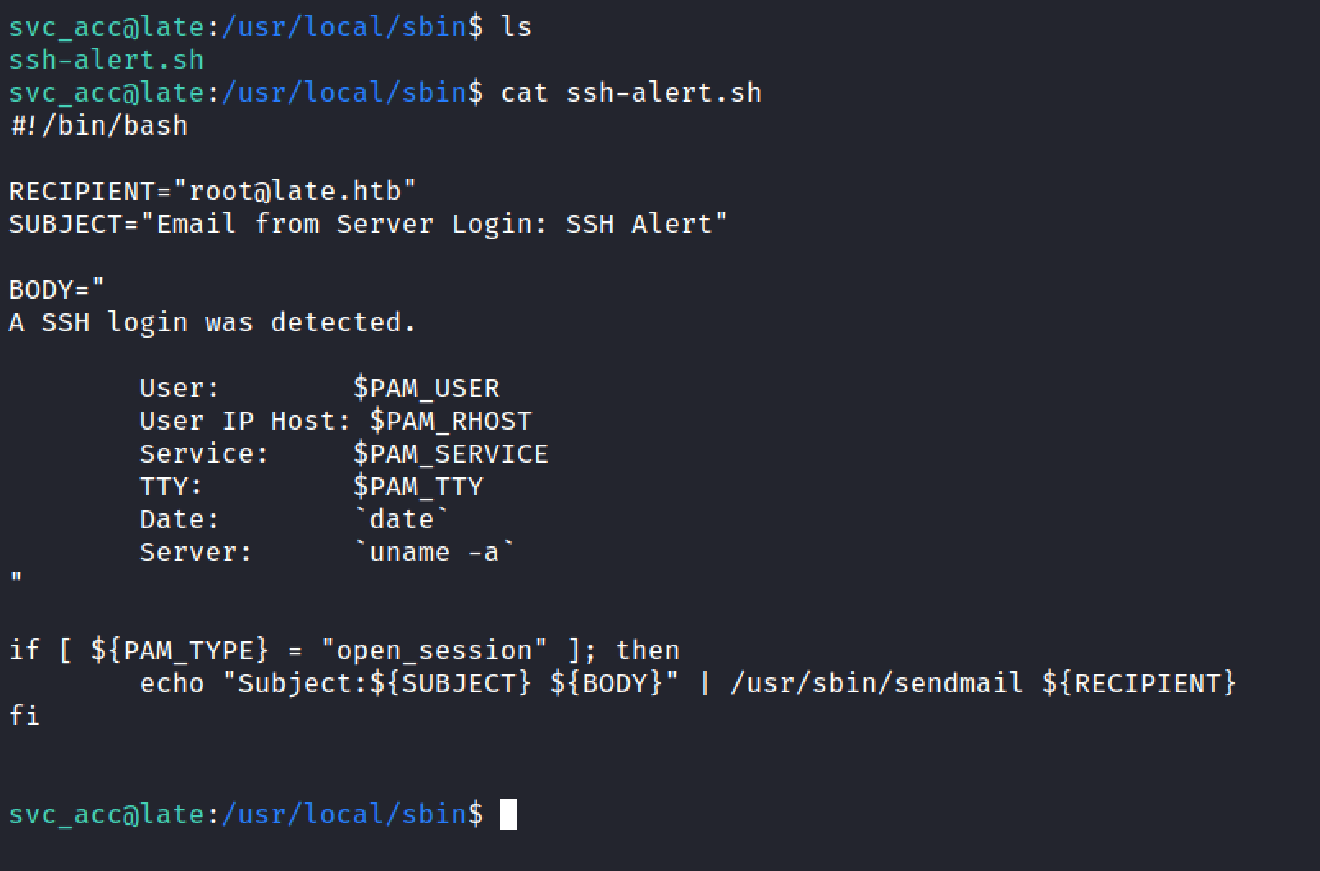 svc_acc@late:/usr/local/sbin$ ls
ssh-alert.sh
svc_acc@late:/usr/local/sbin$ cat ssh-alert.sh
#!/bin/bash
RECIPIENT="root@late.htb"
SUBJECT="Email from Server Login: SSH Alert"
BODY="
A SSH login was detected.
User:        $PAM_USER
User IP Host: $PAM_RHOST
Service:     $PAM_SERVICE
TTY:         $PAM_TTY
Date:        `date`
Server:      `uname -a`
"
if [ ${PAM_TYPE} = "open_session" ]; then
echo "Subject:${SUBJECT} ${BODY}" | /usr/sbin/sendmail ${RECIPIENT}
fi
svc_acc@late:/usr/local/sbin$